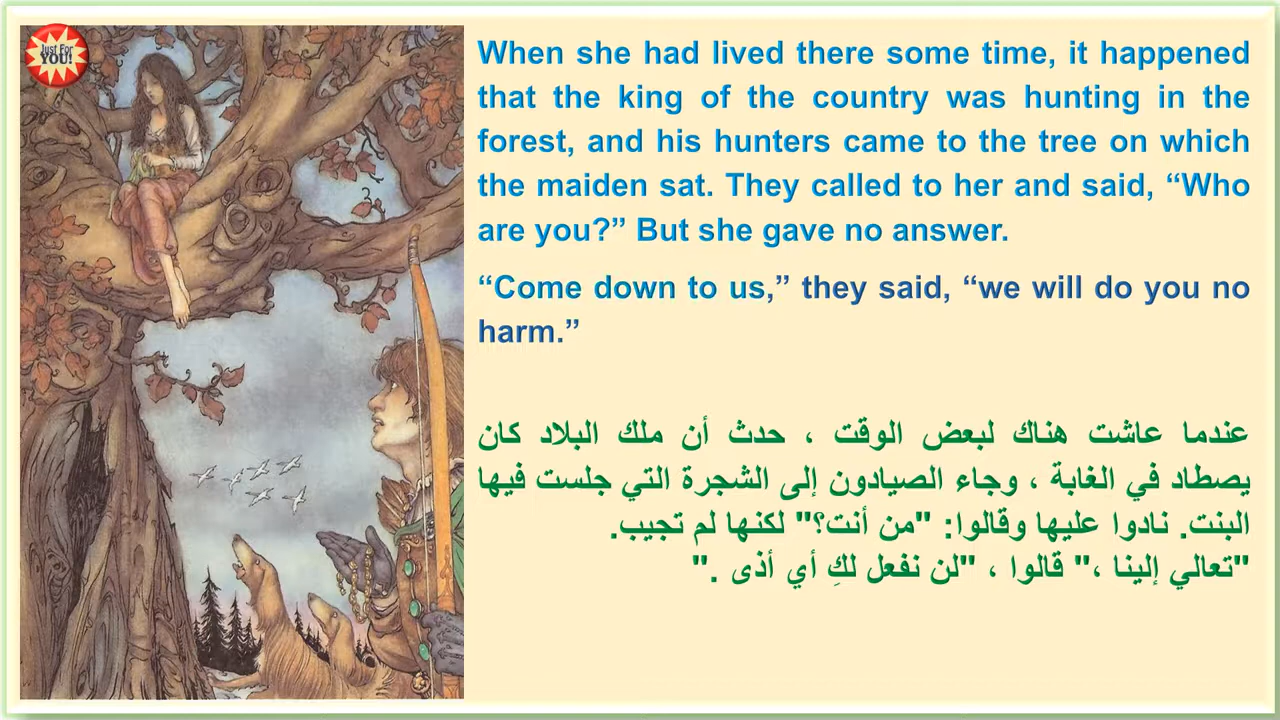 Just For
YOU!
When she had lived there some time, it happened
that the king of the country was hunting in the
forest, and his hunters came to the tree on which
the maiden sat. They called to her and said, “Who
are you?” But she gave no answer.
“Come down to us,” they said, “we will do you no
harm.”
عندما عاشت هناك لبعض الوقت ، حدث أن ملك البلاد كان
يصطاد في الغابة ، وجاء الصيادون إلى الشجرة التي جلست فيها
البنت. نادوا عليها وقالوا: "من أنت؟" لكنها لم تجيب.
"تعالي إلينا ،" قالوا ، "لن نفعل لكِ أي أذى ."